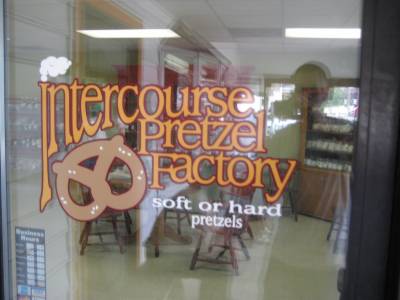 Intercourse
Pretzel
Factory
soft or hard
pretzels
Business
Hours